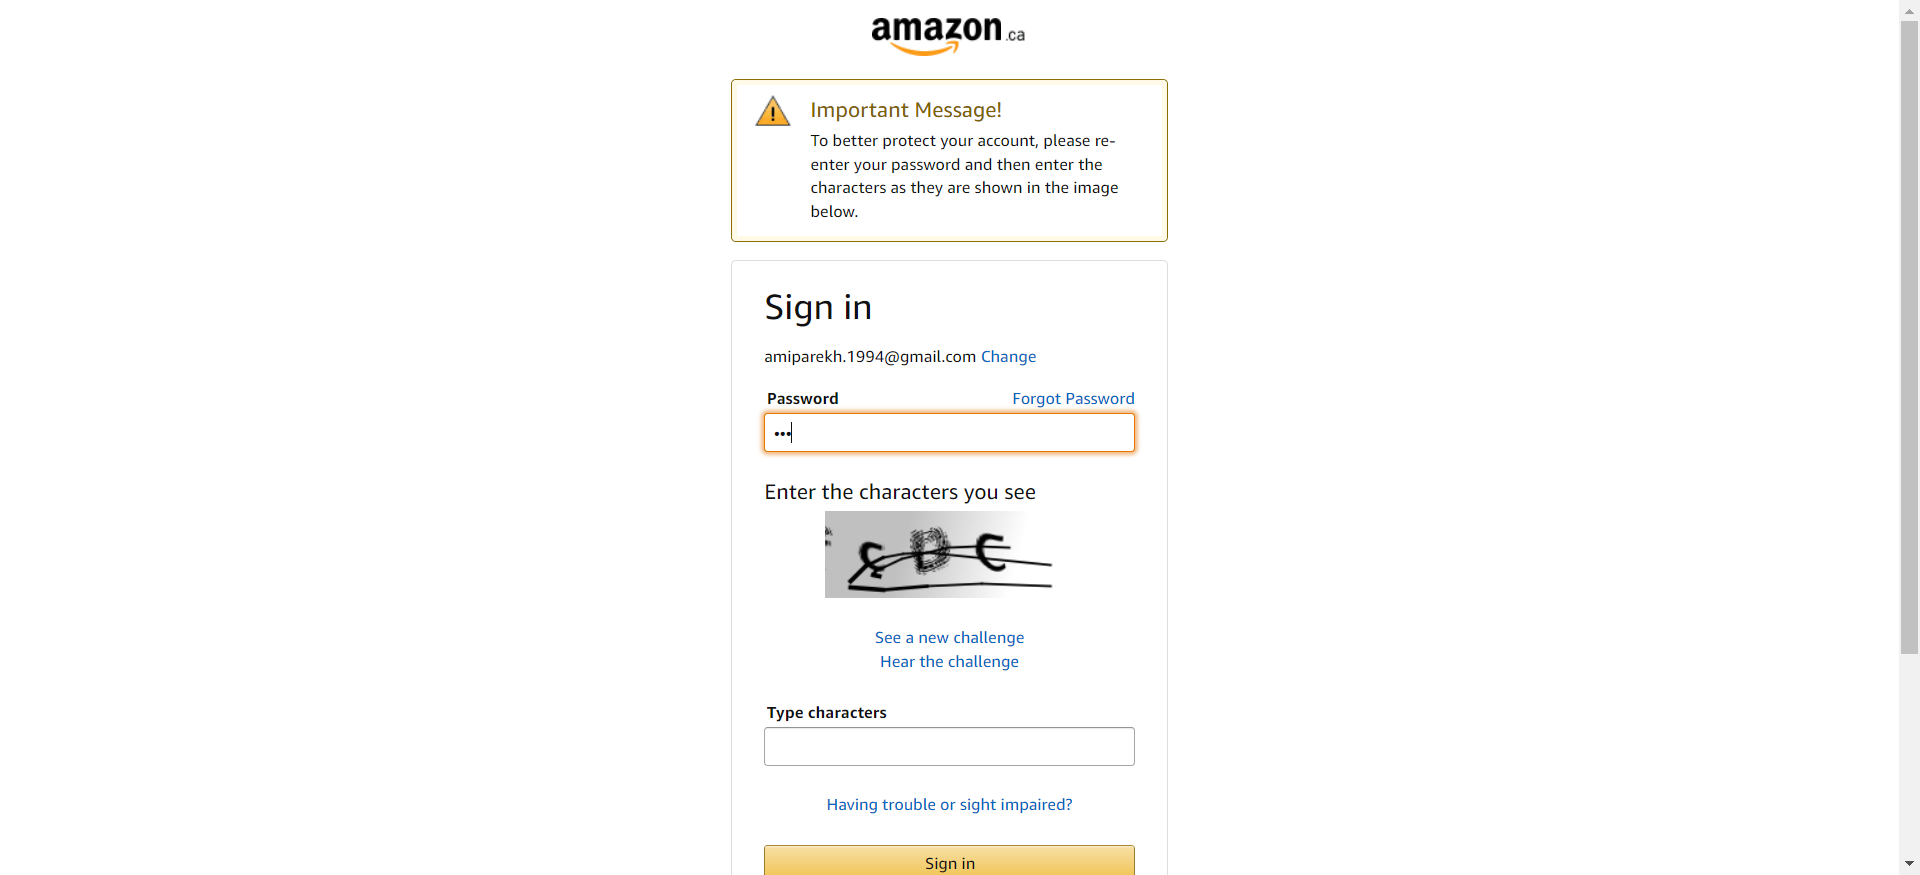 amazon.ca
Important Message!
To better protect your account, please re-
enter your password and then enter the
characters as they are shown in the image
below.
Sign in
amiparekh.1994@gmail.com Change
Password Forgot Password
•••
Enter the characters you see
See a new challenge
Hear the challenge
Type characters
Having trouble or sight impaired?
Sign in